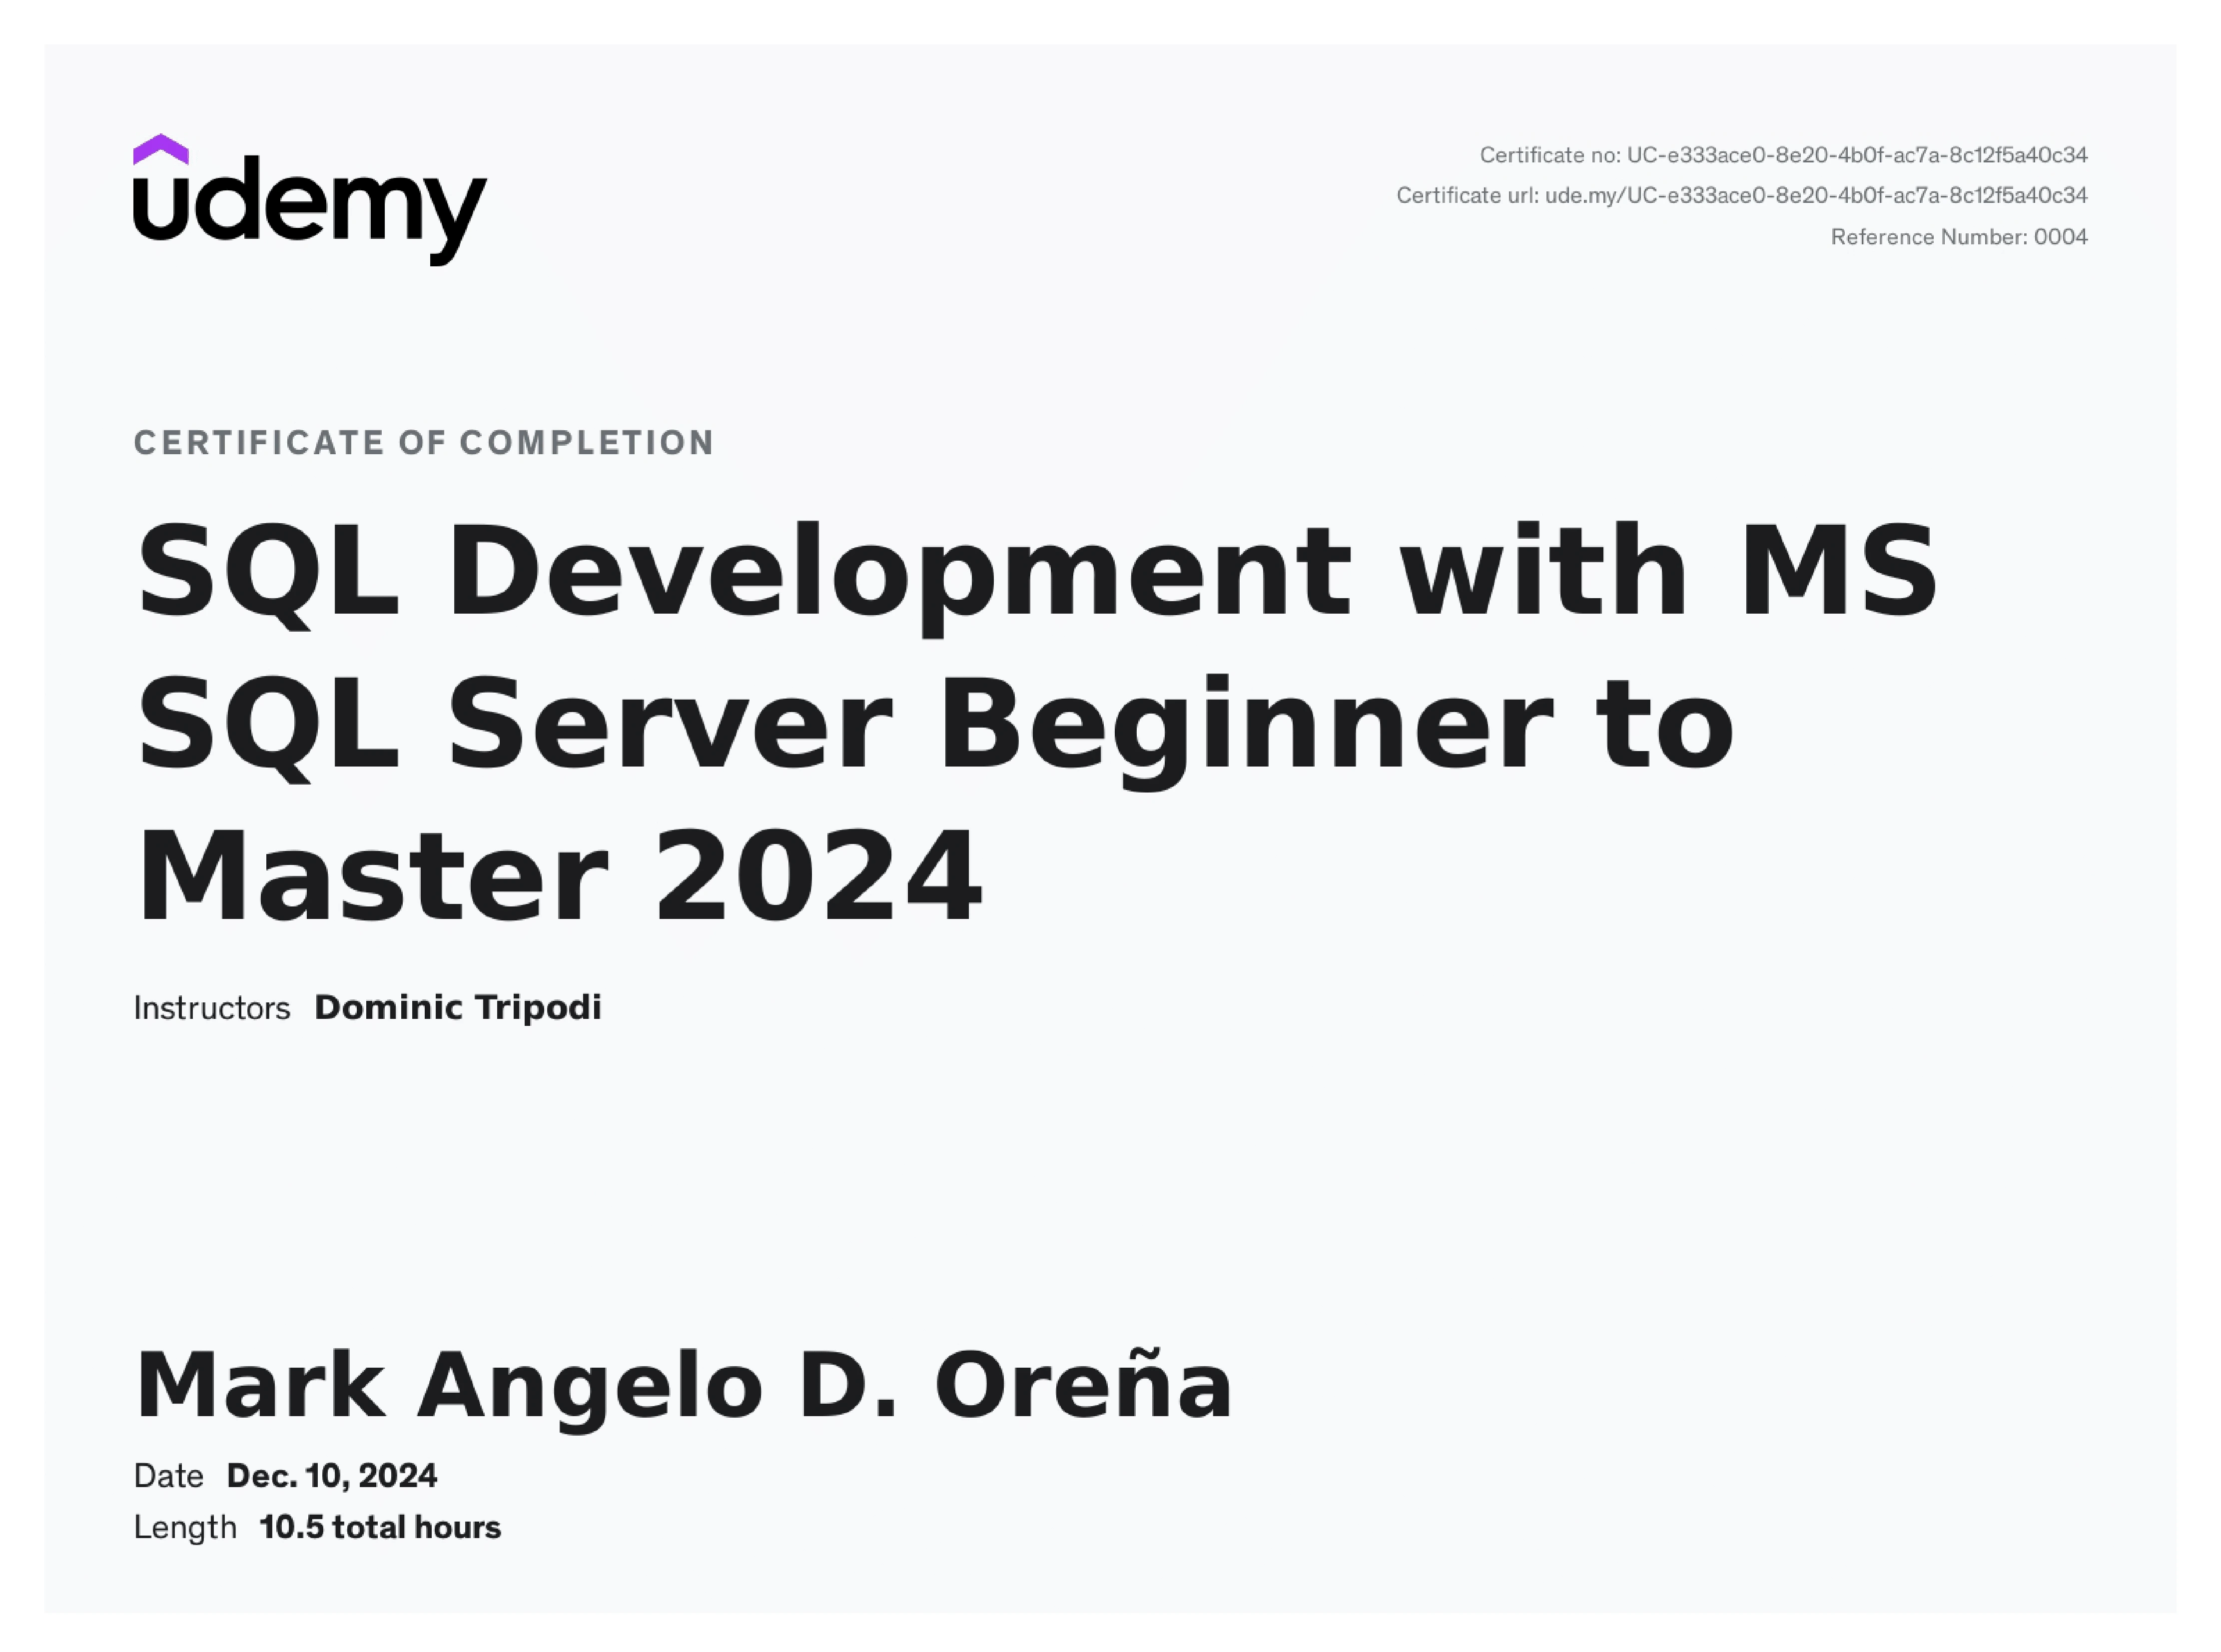 udemy
Certificate no: UC-e333ace0-8e20-4b0f-ac7a-8c12f5a40c34
Certificate url: ude.my/UC-e333ace0-8e20-4b0f-ac7a-8c12f5a40c34
Reference Number: 0004
CERTIFICATE OF COMPLETION
SQL Development with MS
SQL Server Beginner to
Master 2024
Instructors Dominic Tripodi
Mark Angelo D. Oreña
Date Dec. 10, 2024
Length 10.5 total hours